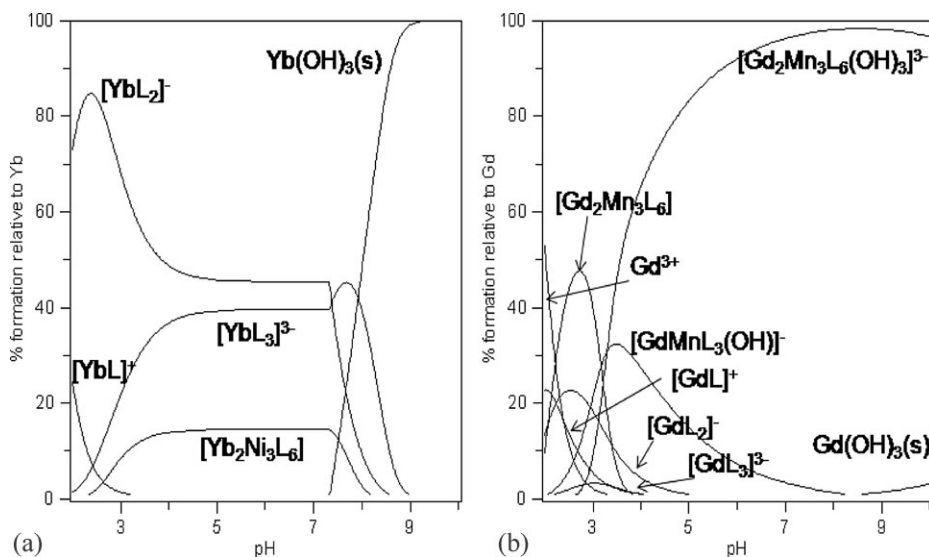 100
80
60
40
20
0
% formation relative to Yb
[YbL₂]⁻
Yb(OH)₃(s)
[YbL]⁺
[YbL₃]³⁻
[Yb₂Ni₃L₆]
3 5 7 9
(a) pH
100
80
60
40
20
0
% formation relative to Gd
[Gd₂Mn₃L₆(OH)₃]³⁻
[Gd₂Mn₃L₆]
Gd³⁺
[GdMnL₃(OH)]⁻
[GdL]⁺
[GdL₂]⁻
Gd(OH)₃(s)
[GdL₃]³⁻
3 5 7 9
(b) pH